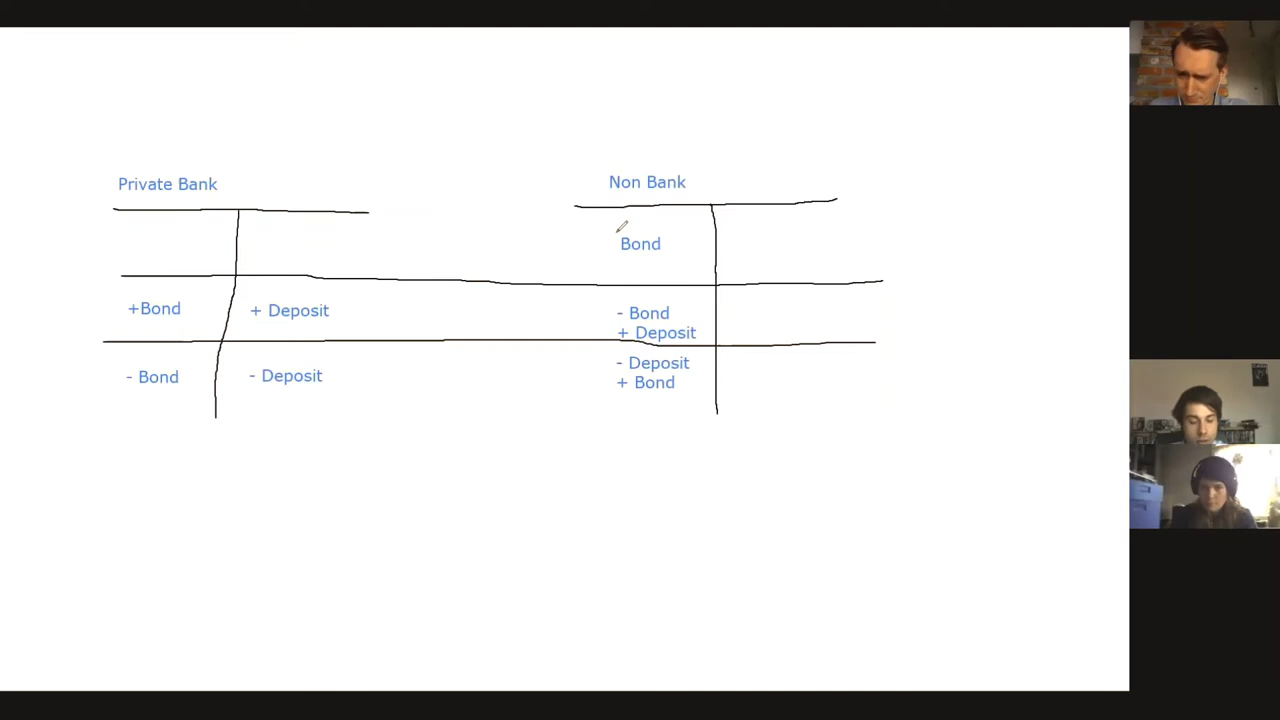 Private Bank
Non Bank
Bond
+Bond
+ Deposit
- Bond
+ Deposit
- Bond
- Deposit
- Deposit
+ Bond